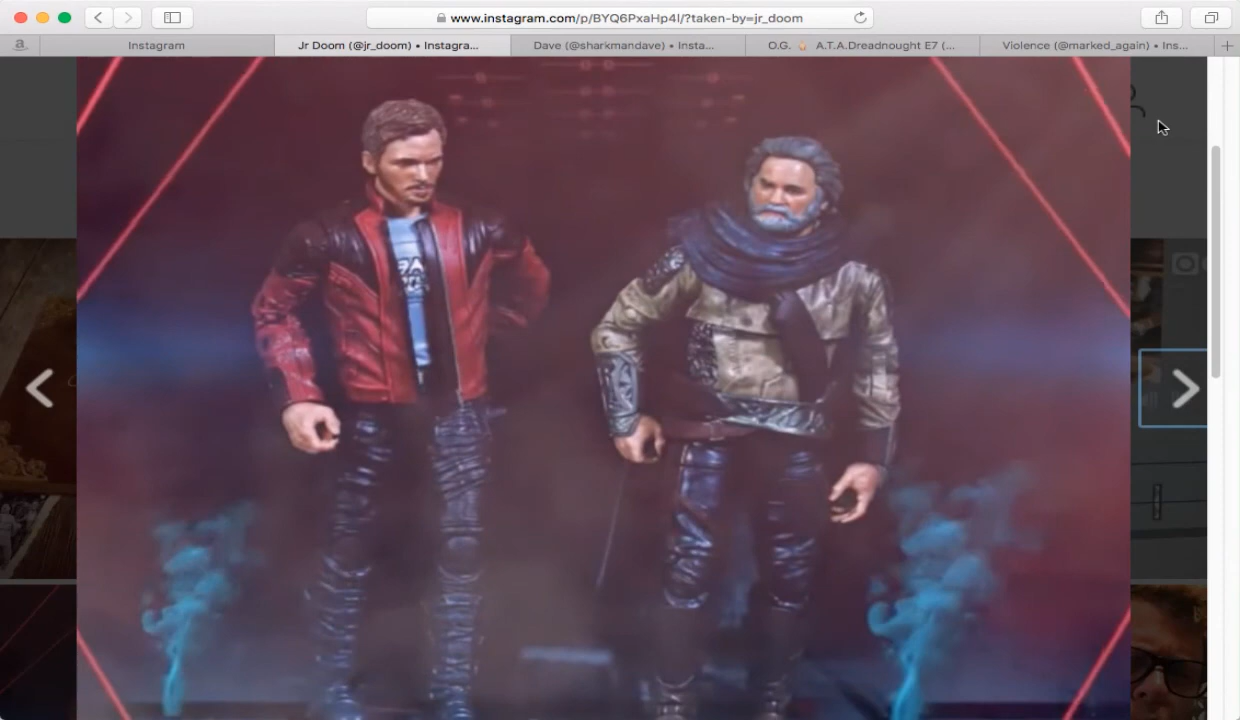 www.instagram.com/p/BYQ6PxaHp4l/?taken-by=jr_doom
a
Instagram
Jr Doom (@jr_doom) • Instagra...
Dave (@sharkmandave) • Insta...
O.G. 🔥 A.T.A.Dreadnought E7 (...
Violence (@marked_again) • Ins...